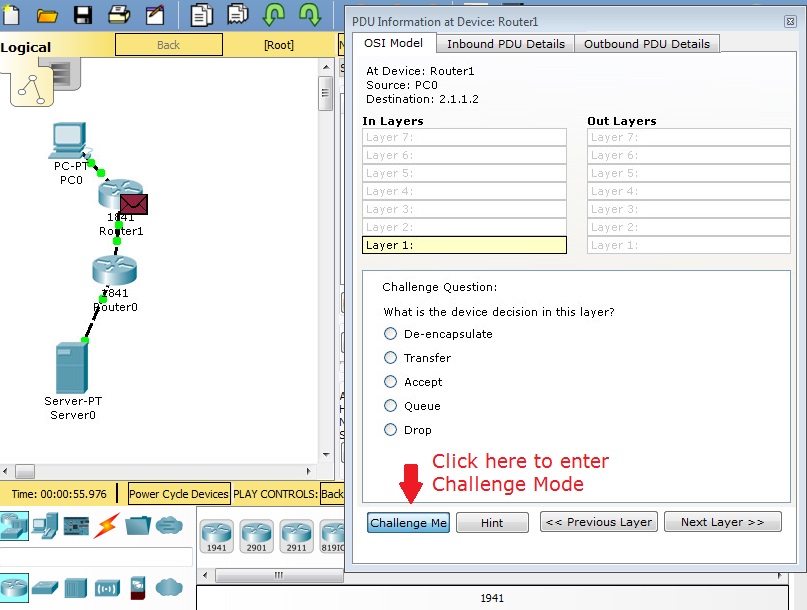 PDU Information at Device: Router1
Logical
Back
[Root]
OSI Model
Inbound PDU Details
Outbound PDU Details
At Device: Router1
Source: PC0
Destination: 2.1.1.2
In Layers
Out Layers
Layer 7:
Layer 7:
Layer 6:
Layer 6:
Layer 5:
Layer 5:
Layer 4:
Layer 4:
Layer 3:
Layer 3:
Layer 2:
Layer 2:
Layer 1:
Layer 1:
PC-PT
PC0
1841
Router1
1841
Router0
Server-PT
Server0
Challenge Question:
What is the device decision in this layer?
De-encapsulate
Transfer
Accept
Queue
Drop
Click here to enter
Challenge Mode
Challenge Me
Hint
<< Previous Layer
Next Layer >>
Time: 00:00:55.976
Power Cycle Devices
PLAY CONTROLS:
Back
1941
2901
2911
819IO
1941